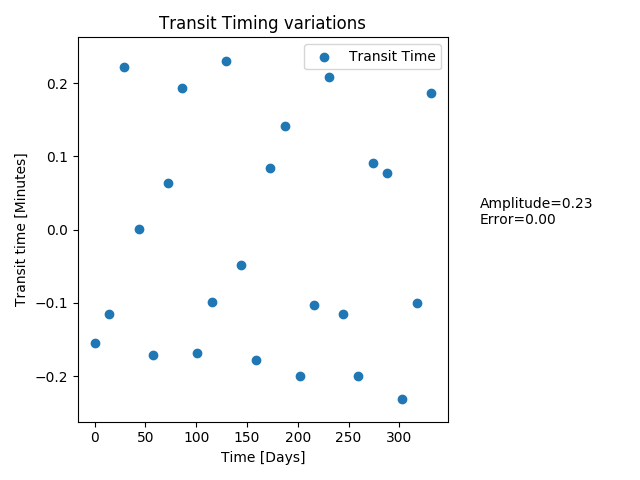 Transit Timing variations
Transit Time
0.2
0.1
0.0
−0.1
−0.2
Transit time [Minutes]
0
50
100
150
200
250
300
Time [Days]
Amplitude=0.23
Error=0.00